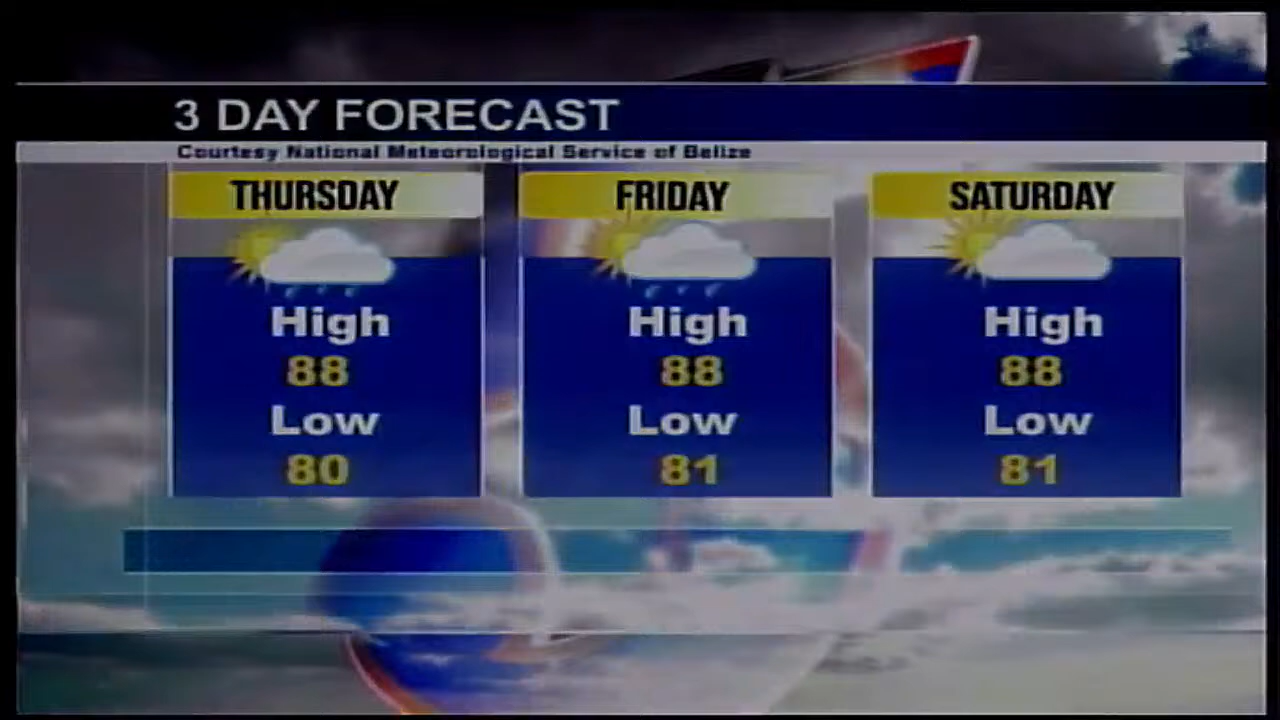 3 DAY FORECAST
Courtesy National Meteorological Service of Belize
THURSDAY
High
88
Low
80
FRIDAY
High
88
Low
81
SATURDAY
High
88
Low
81